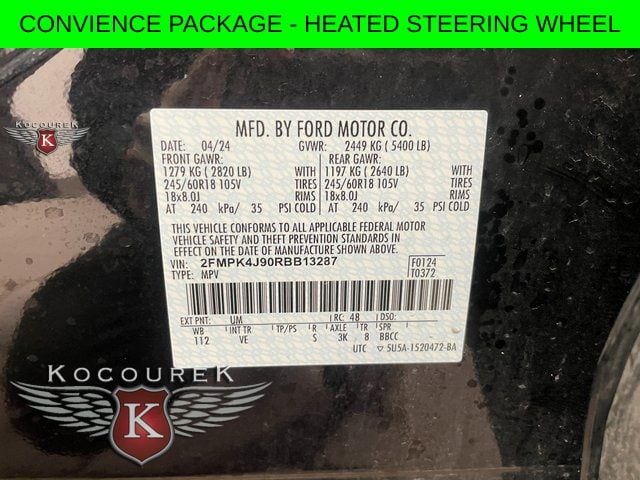 CONVIENCE PACKAGE - HEATED STEERING WHEEL
KOCOUREK
K
MFD. BY FORD MOTOR CO.
DATE: 04/24 GVWR: 2449 KG ( 5400 LB)
FRONT GAWR: REAR GAWR:
1279 KG ( 2820 LB) WITH 1197 KG ( 2640 LB) WITH
245/60R18 105V TIRES 245/60R18 105V TIRES
18x8.0J RIMS 18x8.0J RIMS
AT 240 kPa/ 35 PSI COLD AT 240 kPa/ 35 PSI COLD
THIS VEHICLE CONFORMS TO ALL APPLICABLE FEDERAL MOTOR
VEHICLE SAFETY AND THEFT PREVENTION STANDARDS IN
EFFECT ON THE DATE OF MANUFACTURE SHOWN ABOVE.
VIN: 2FMPK4J90RBB13287 F0124
TYPE: MPV T0372
EXT PNT: UM RC: 48 DSO:
WB INT TR TP/PS R AXLE TR SPR
112 VE S 3K 8 BBCC
UTC ▽ 5U5A-1520472-BA
KOCOUREK
K